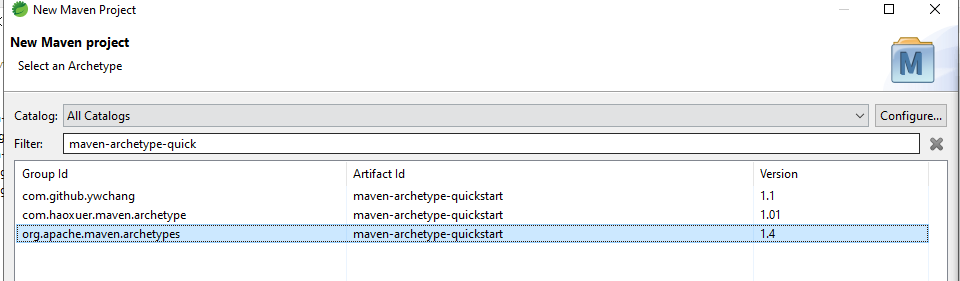 New Maven Project
New Maven project
Select an Archetype
M
Catalog: All Catalogs Configure...
Filter: maven-archetype-quick
Group Id Artifact Id Version
com.github.ywchang maven-archetype-quickstart 1.1
com.haoxuer.maven.archetype maven-archetype-quickstart 1.01
org.apache.maven.archetypes maven-archetype-quickstart 1.4